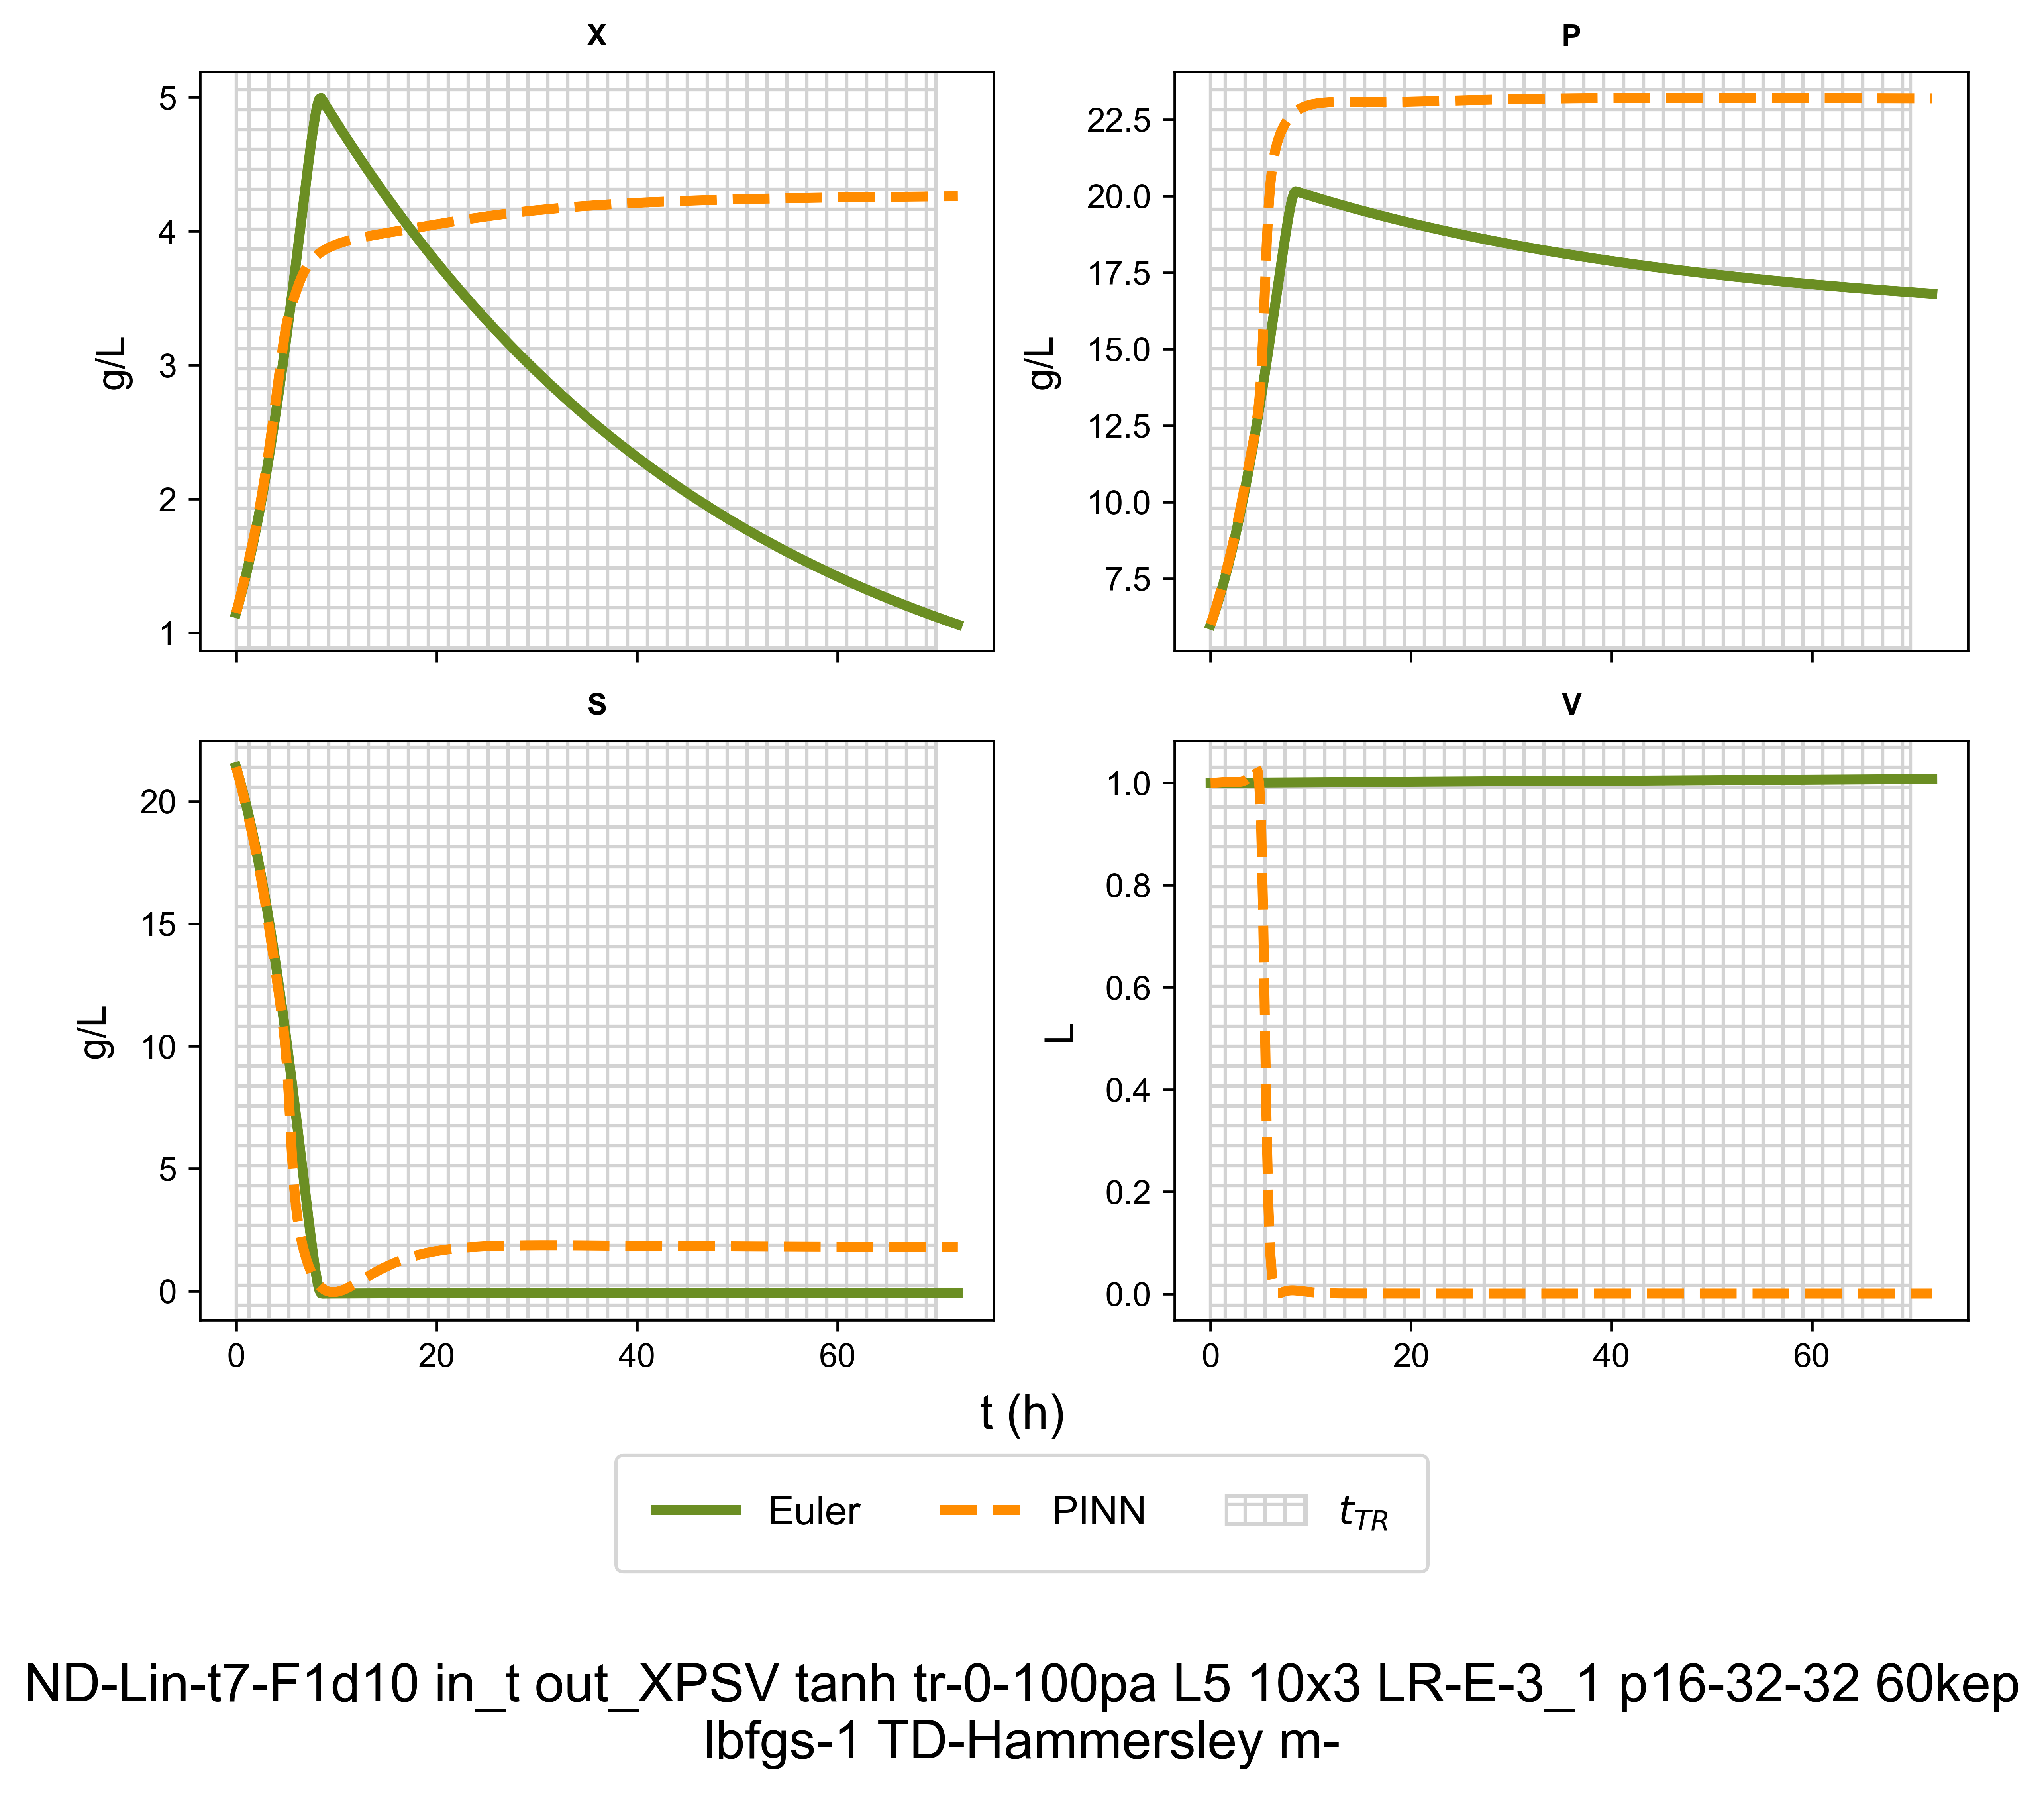 X
P
5
4
3
2
1
g/L
22.5
20.0
17.5
15.0
12.5
10.0
7.5
g/L
S
V
20
15
10
5
0
g/L
1.0
0.8
0.6
0.4
0.2
0.0
L
0 20 40 60
0 20 40 60
t (h)
Euler PINN t_TR
ND-Lin-t7-F1d10 in_t out_XPSV tanh tr-0-100pa L5 10x3 LR-E-3_1 p16-32-32 60kep
lbfgs-1 TD-Hammersley m-